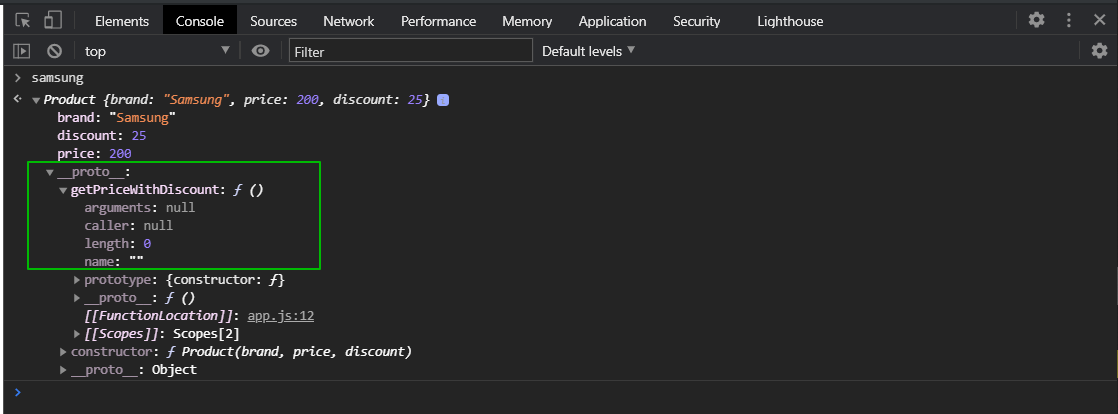 Elements Console Sources Network Performance Memory Application Security Lighthouse
top Filter Default levels
samsung
Product {brand: "Samsung", price: 200, discount: 25} i
brand: "Samsung"
discount: 25
price: 200
__proto__:
getPriceWithDiscount: ƒ ()
arguments: null
caller: null
length: 0
name: ""
prototype: {constructor: ƒ}
__proto__: ƒ ()
[[FunctionLocation]]: app.js:12
[[Scopes]]: Scopes[2]
constructor: ƒ Product(brand, price, discount)
__proto__: Object